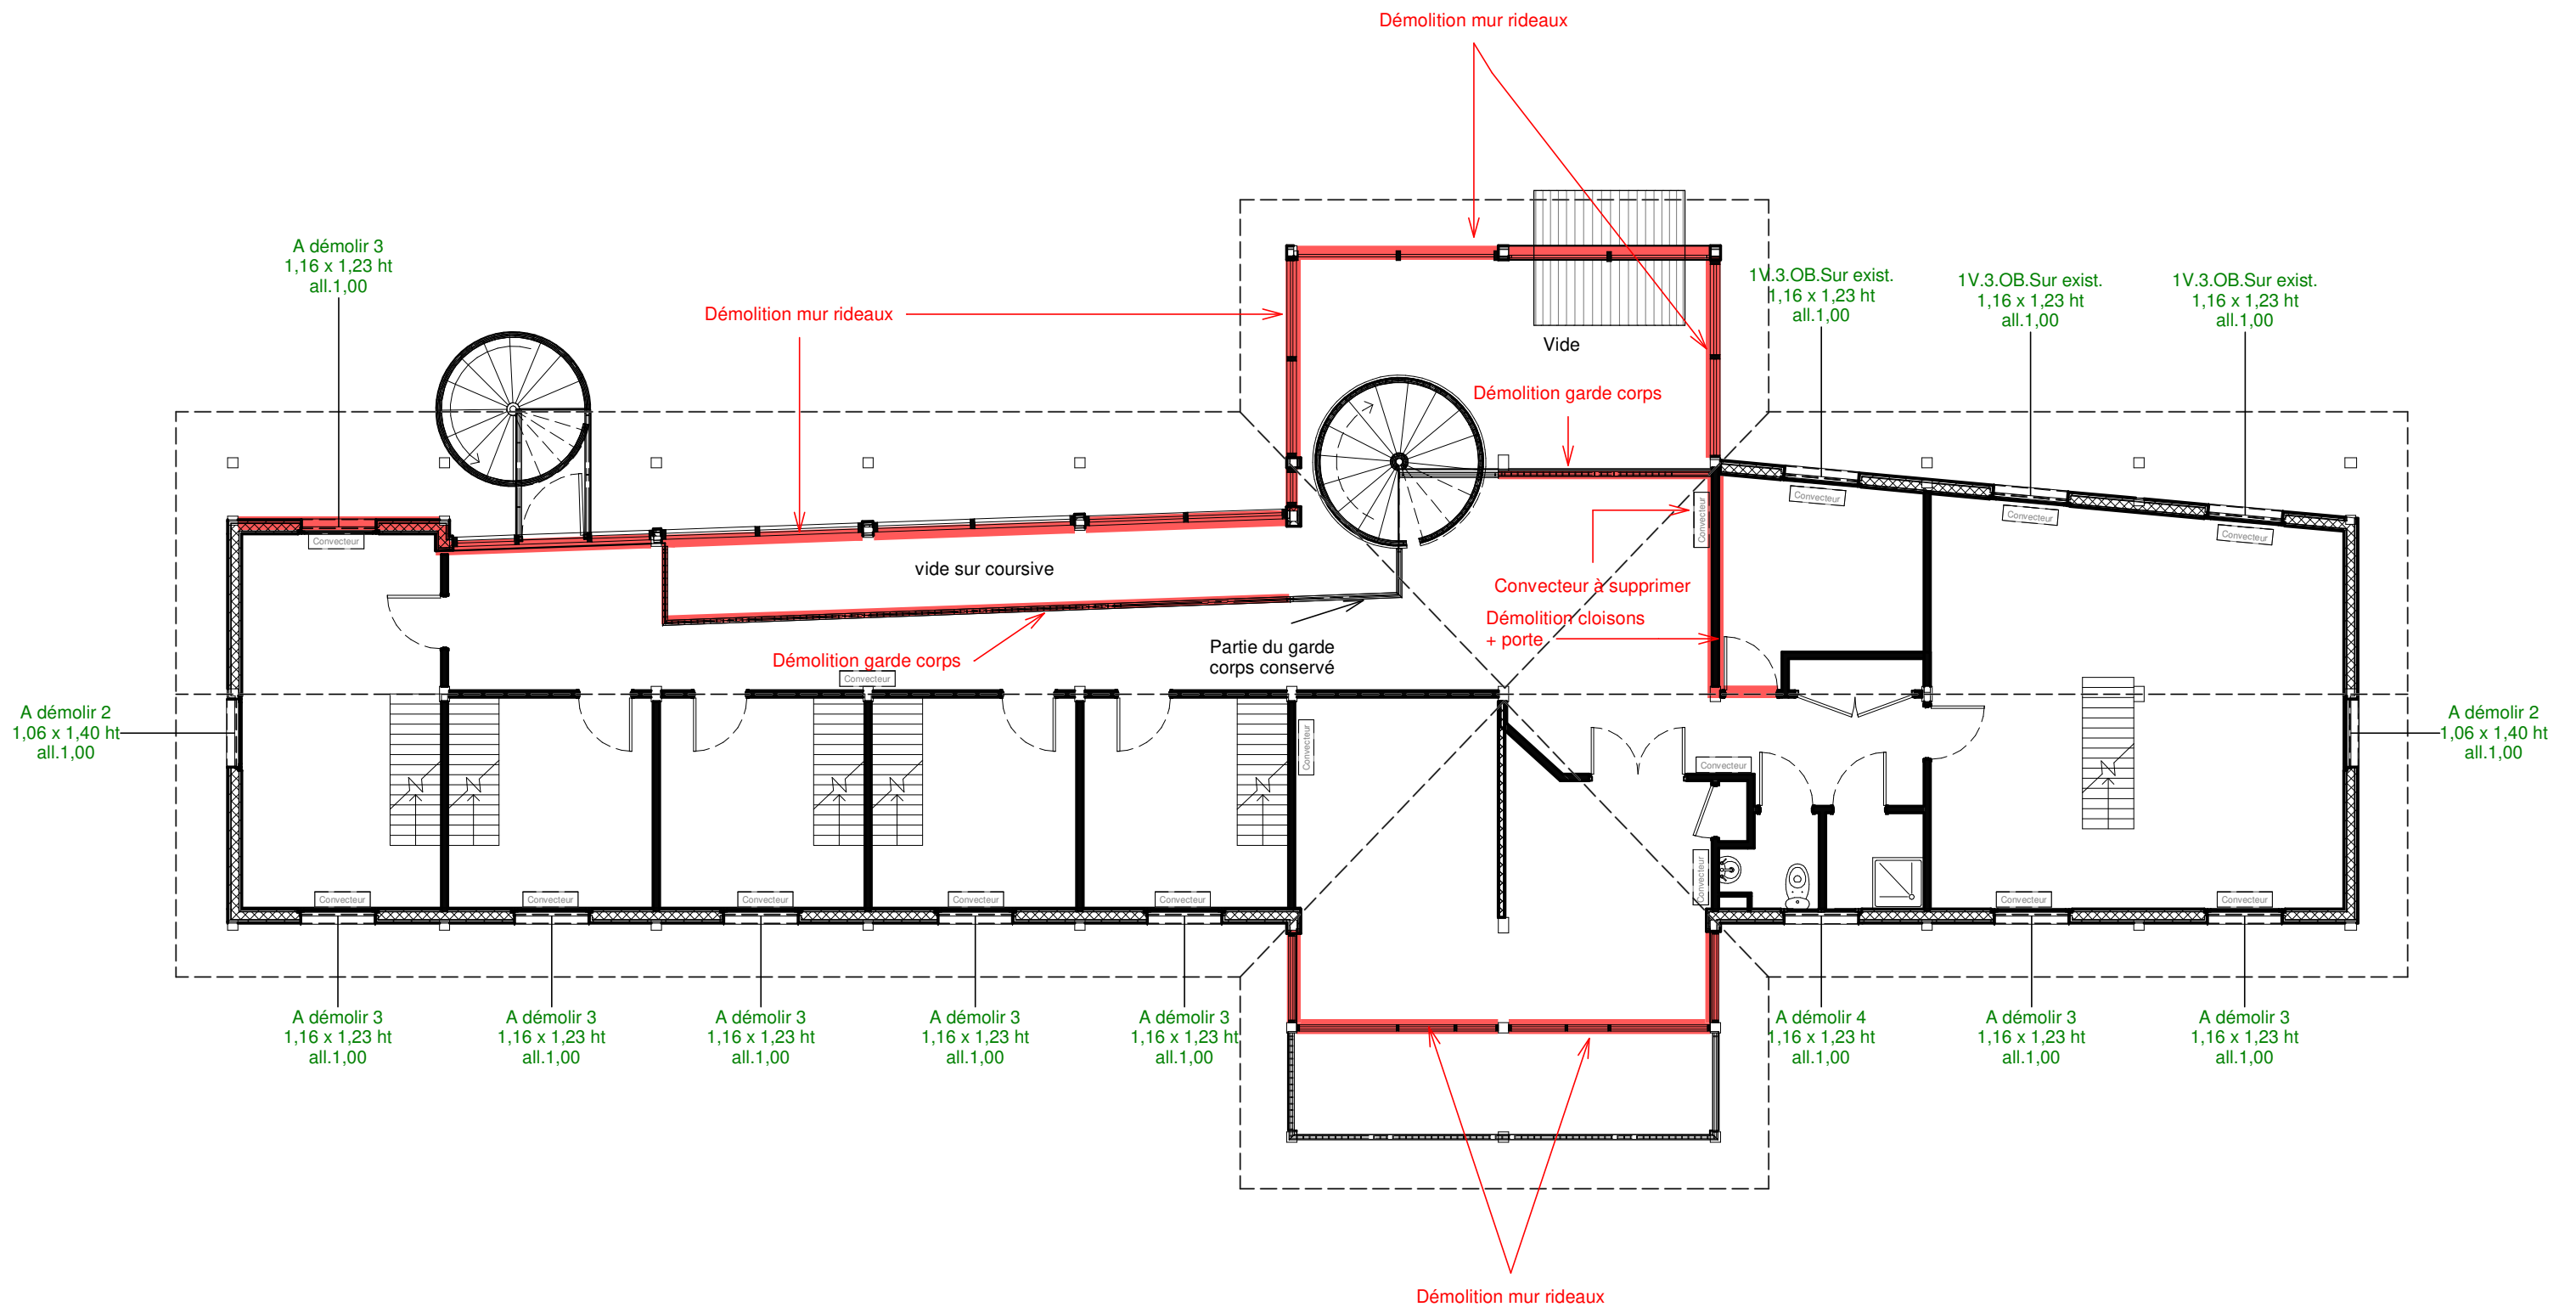 Démolition mur rideaux
A démolir 3
1,16 x 1,23 ht
all.1,00
1V.3.OB.Sur exist.
1,16 x 1,23 ht
all.1,00
1V.3.OB.Sur exist.
1,16 x 1,23 ht
all.1,00
1V.3.OB.Sur exist.
1,16 x 1,23 ht
all.1,00
Démolition mur rideaux
Vide
Démolition garde corps
Convecteur
Convecteur
Convecteur
Convecteur
Convecteur
vide sur coursive
Convecteur à supprimer
Démolition cloisons
+ porte
Partie du garde
corps conservé
Démolition garde corps
Convecteur
A démolir 2
1,06 x 1,40 ht
all.1,00
A démolir 2
1,06 x 1,40 ht
all.1,00
Convecteur
Convecteur
Convecteur
Convecteur
Convecteur
Convecteur
Convecteur
Convecteur
Convecteur
Convecteur
A démolir 3
1,16 x 1,23 ht
all.1,00
A démolir 3
1,16 x 1,23 ht
all.1,00
A démolir 3
1,16 x 1,23 ht
all.1,00
A démolir 3
1,16 x 1,23 ht
all.1,00
A démolir 3
1,16 x 1,23 ht
all.1,00
A démolir 4
1,16 x 1,23 ht
all.1,00
A démolir 3
1,16 x 1,23 ht
all.1,00
A démolir 3
1,16 x 1,23 ht
all.1,00
Démolition mur rideaux